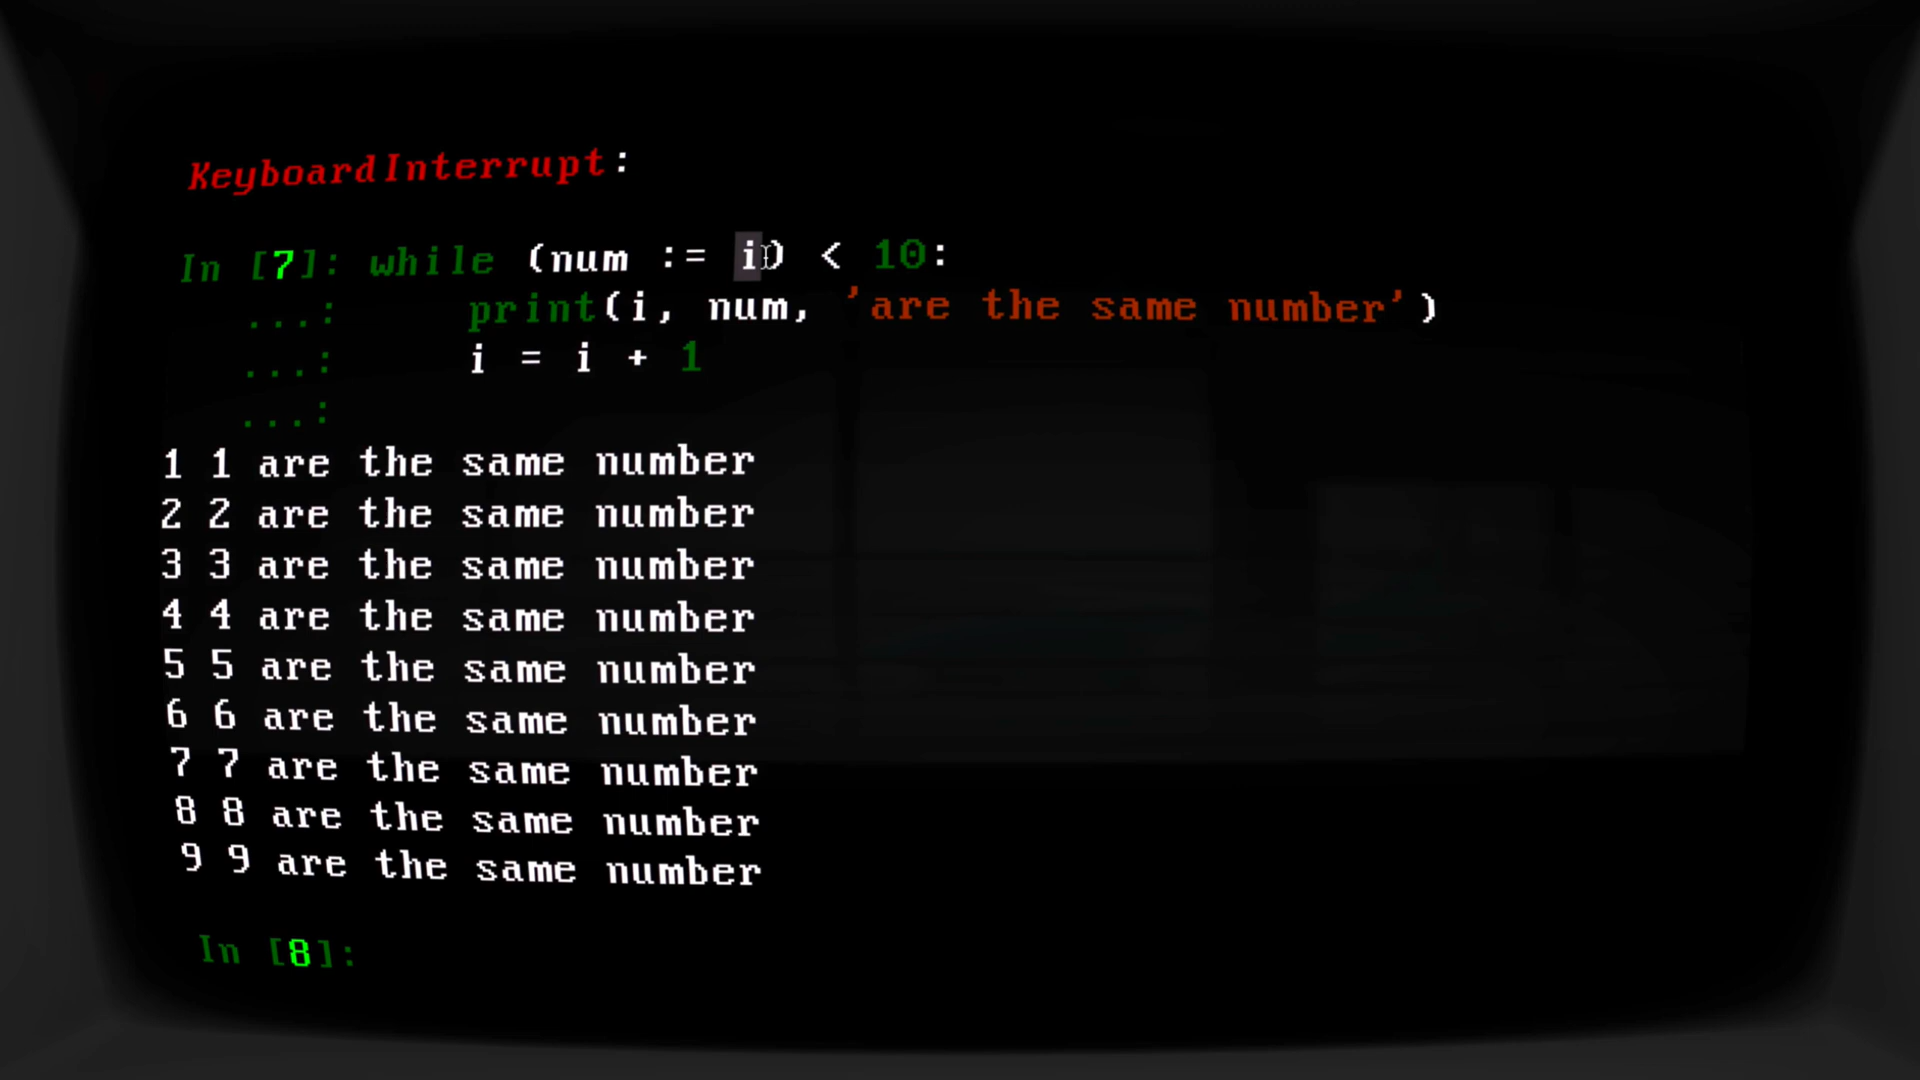 KeyboardInterrupt:
In [7]: while (num := i) < 10:
   ...:     print(i, num, 'are the same number')
   ...:     i = i + 1
   ...:
1 1 are the same number
2 2 are the same number
3 3 are the same number
4 4 are the same number
5 5 are the same number
6 6 are the same number
7 7 are the same number
8 8 are the same number
9 9 are the same number
In [8]: